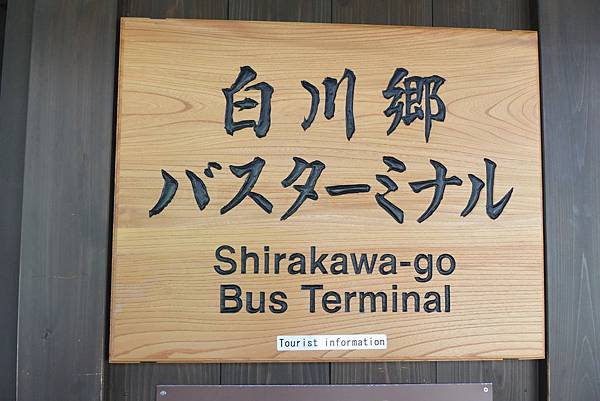 白川郷
バスターミナル
Shirakawa-go
Bus Terminal
Tourist information